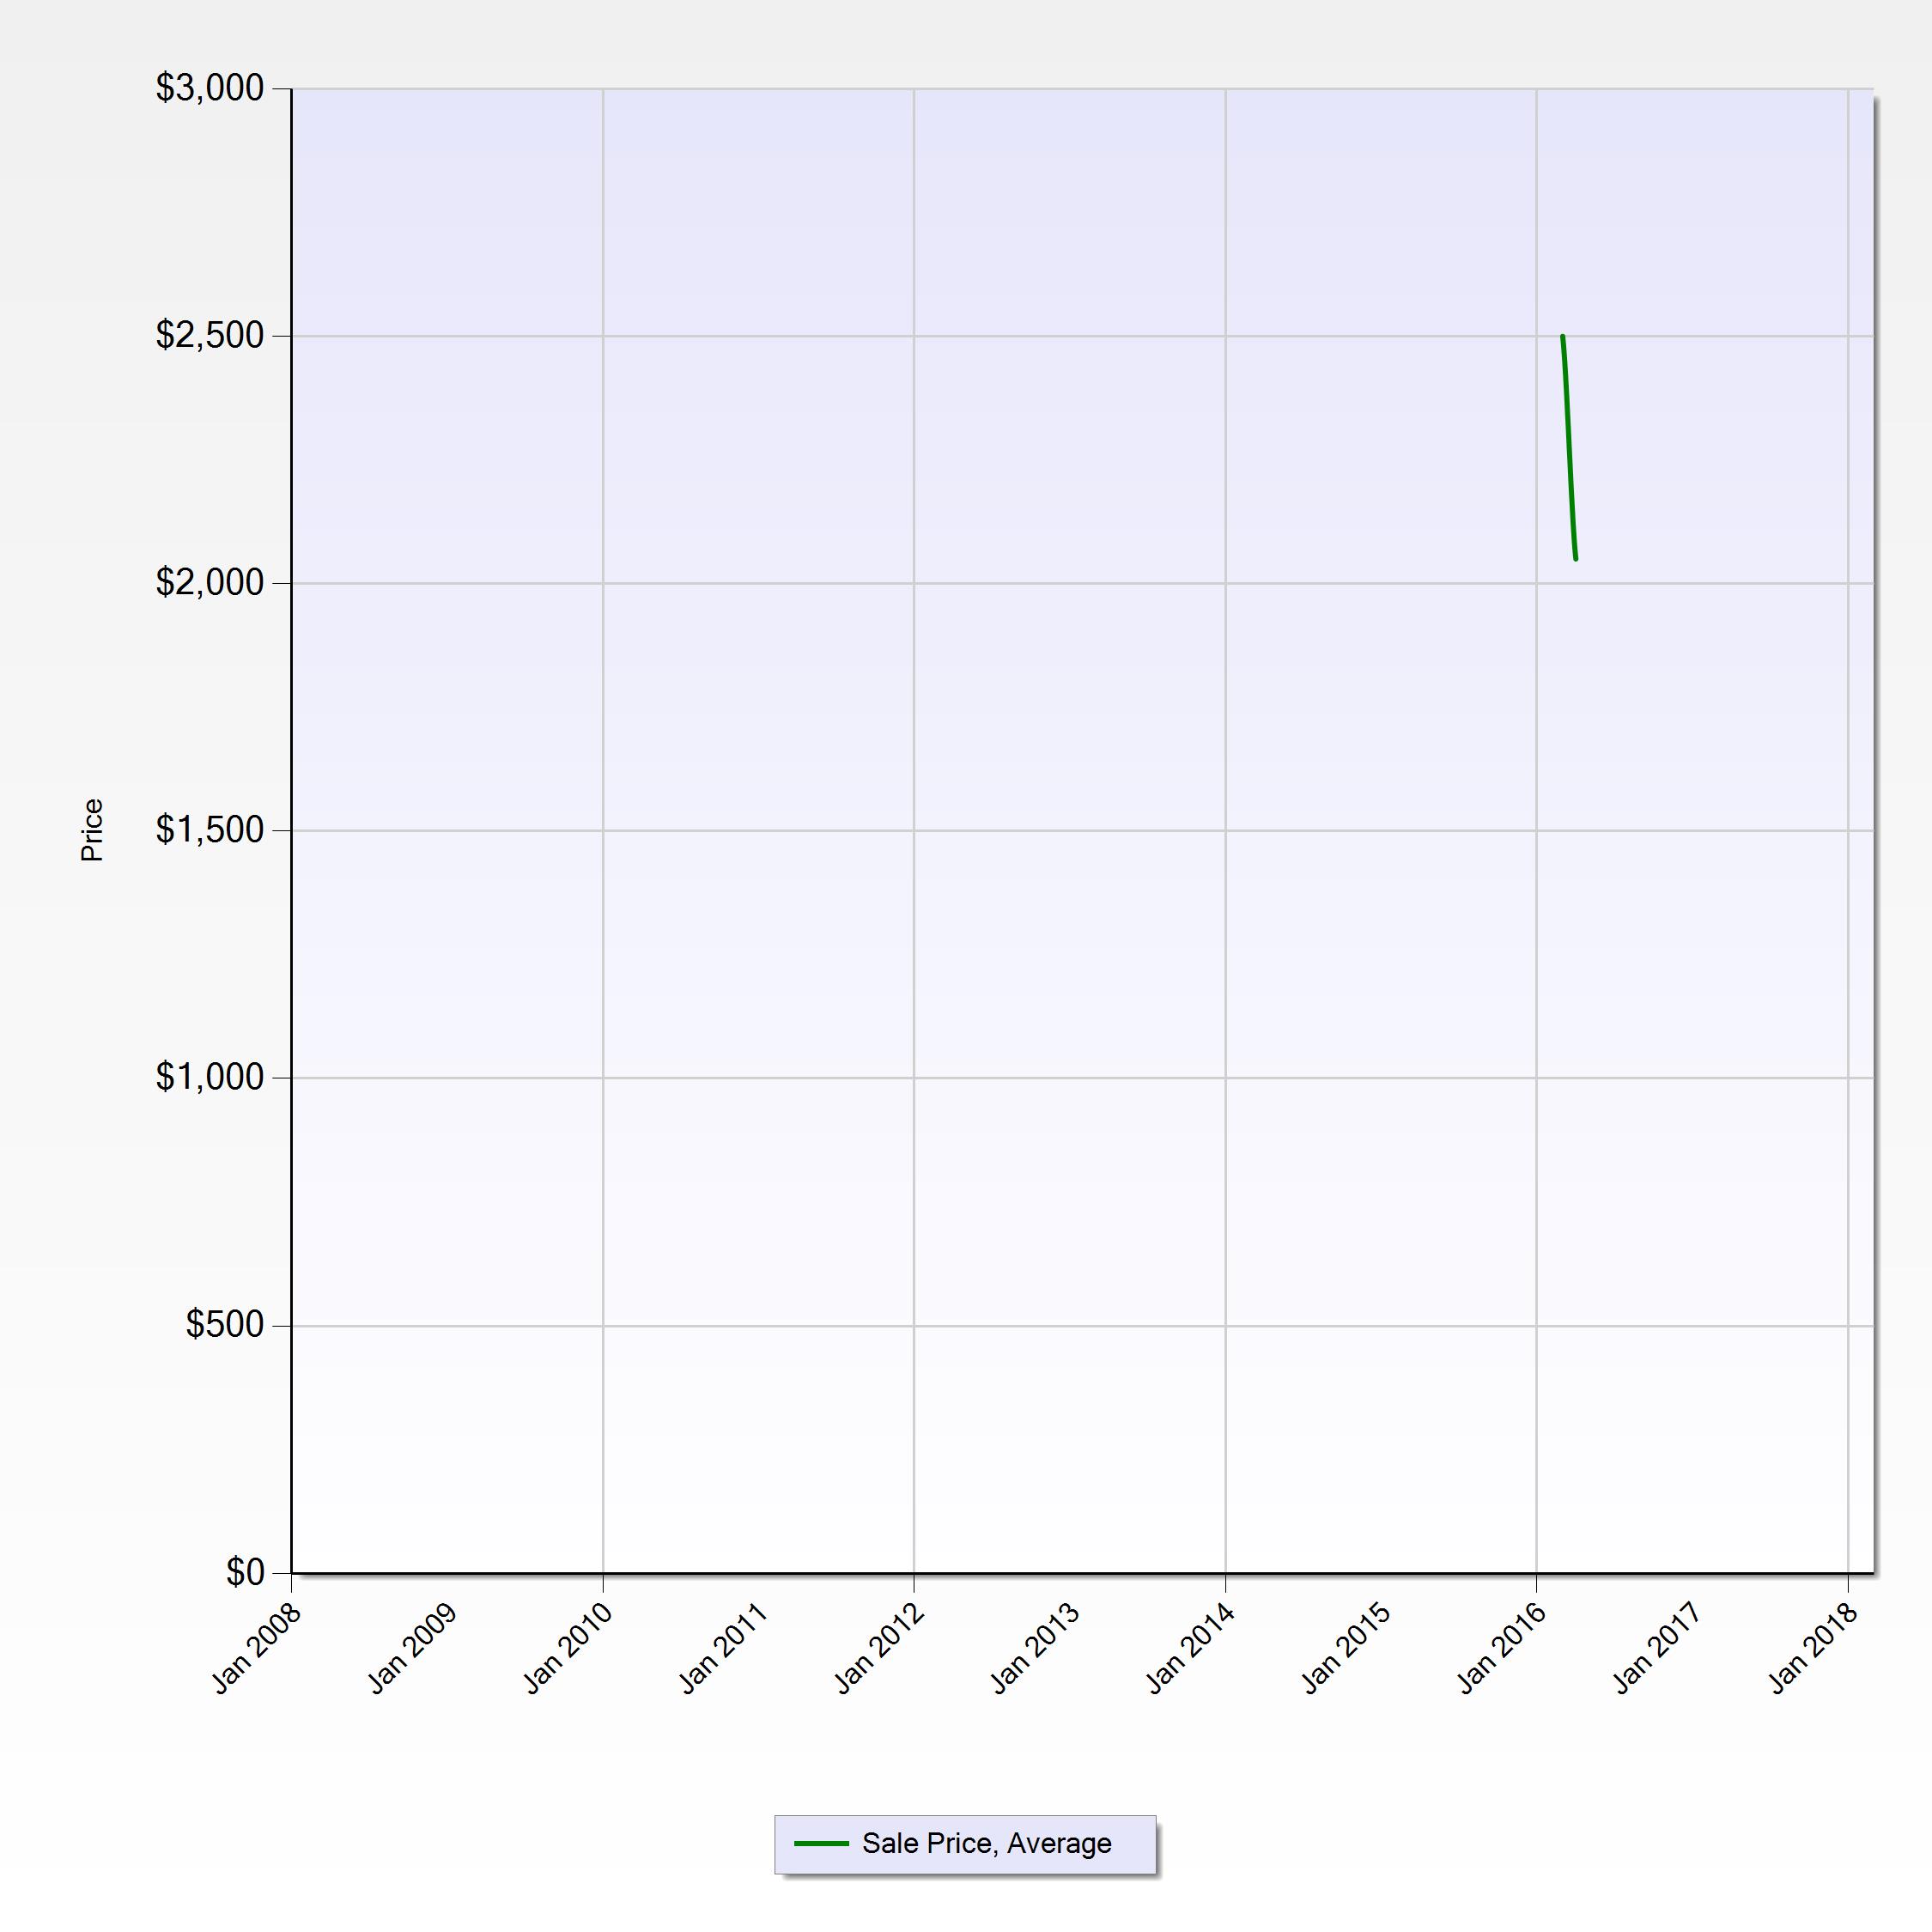 $3,000
$2,500
$2,000
$1,500
$1,000
$500
$0
Price
Jan 2008
Jan 2009
Jan 2010
Jan 2011
Jan 2012
Jan 2013
Jan 2014
Jan 2015
Jan 2016
Jan 2017
Jan 2018
Sale Price, Average